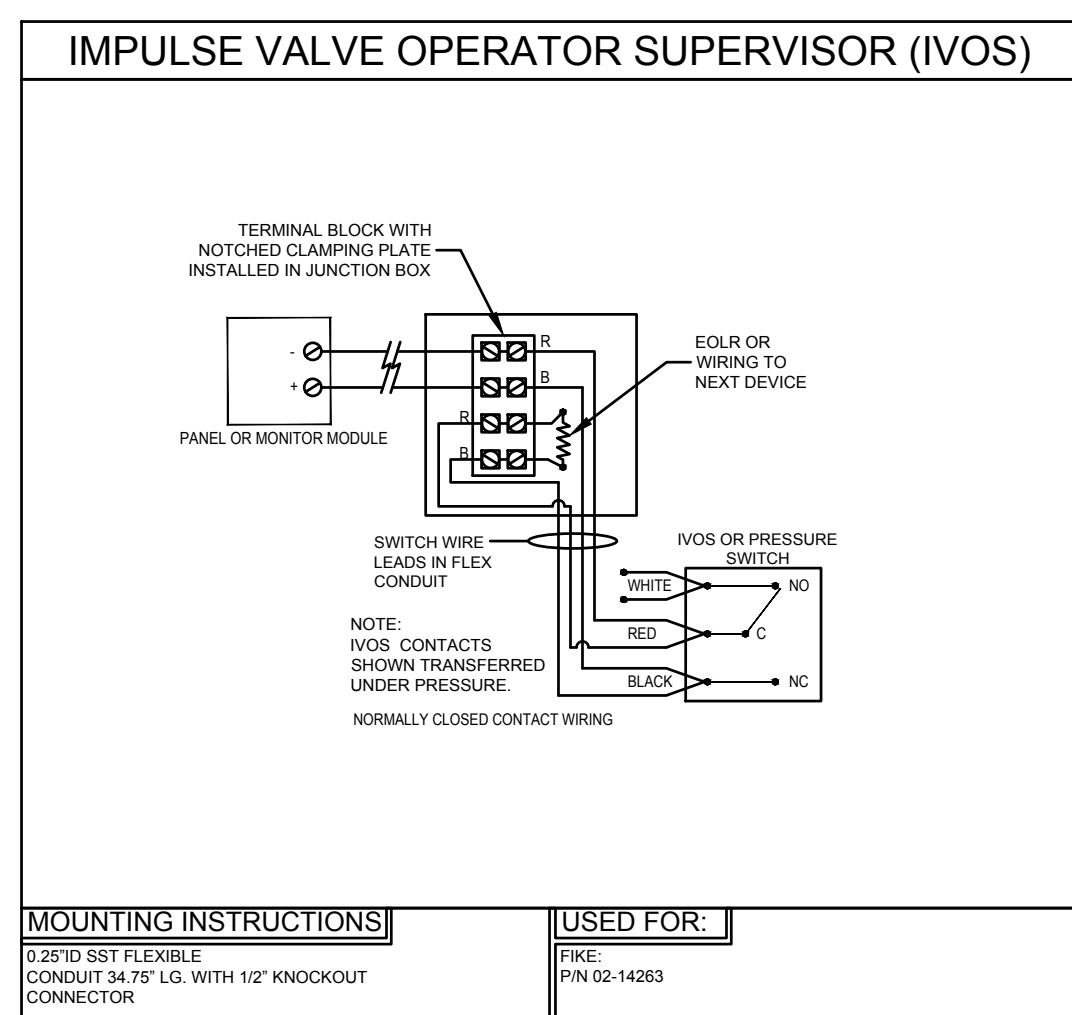 IMPULSE VALVE OPERATOR SUPERVISOR (IVOS)
TERMINAL BLOCK WITH
NOTCHED CLAMPING PLATE
INSTALLED IN JUNCTION BOX
-
+
PANEL OR MONITOR MODULE
R
B
R
B
EOLR OR
WIRING TO
NEXT DEVICE
SWITCH WIRE
LEADS IN FLEX
CONDUIT
IVOS OR PRESSURE
SWITCH
WHITE
NO
RED
C
BLACK
NC
NOTE:
IVOS CONTACTS
SHOWN TRANSFERRED
UNDER PRESSURE.
NORMALLY CLOSED CONTACT WIRING
MOUNTING INSTRUCTIONS
0.25”ID SST FLEXIBLE
CONDUIT 34.75” LG. WITH 1/2” KNOCKOUT
CONNECTOR
USED FOR:
FIKE:
P/N 02-14263